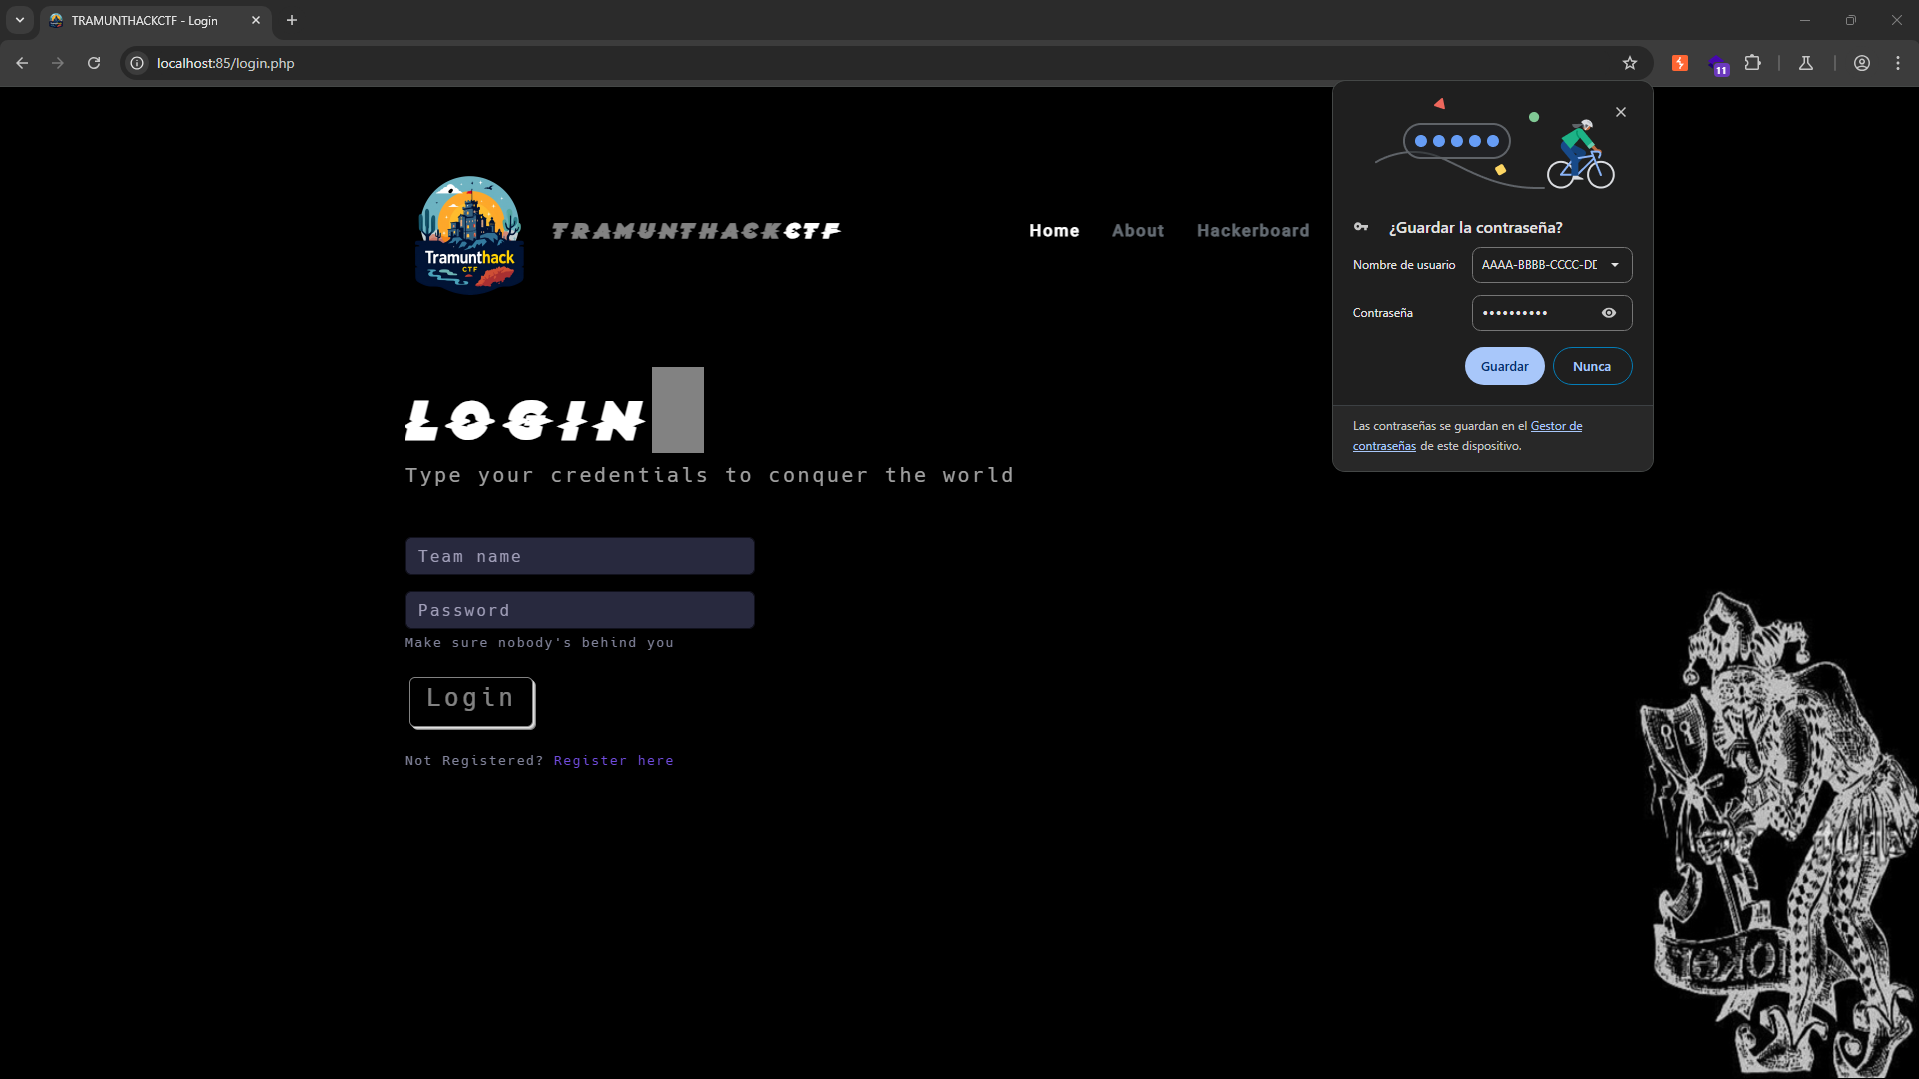 TRAMUNTHACKCTF - Login
localhost:85/login.php
11
Tramunthack
CTF
TRAMUNTHACKCTF
Home
About
Hackerboard
¿Guardar la contraseña?
Nombre de usuario
AAAA-BBBB-CCCC-DD
Contraseña
••••••••••
Guardar
Nunca
Las contraseñas se guardan en el Gestor de
contraseñas de este dispositivo.
LOGIN
Type your credentials to conquer the world
Team name
Password
Make sure nobody's behind you
Login
Not Registered? Register here